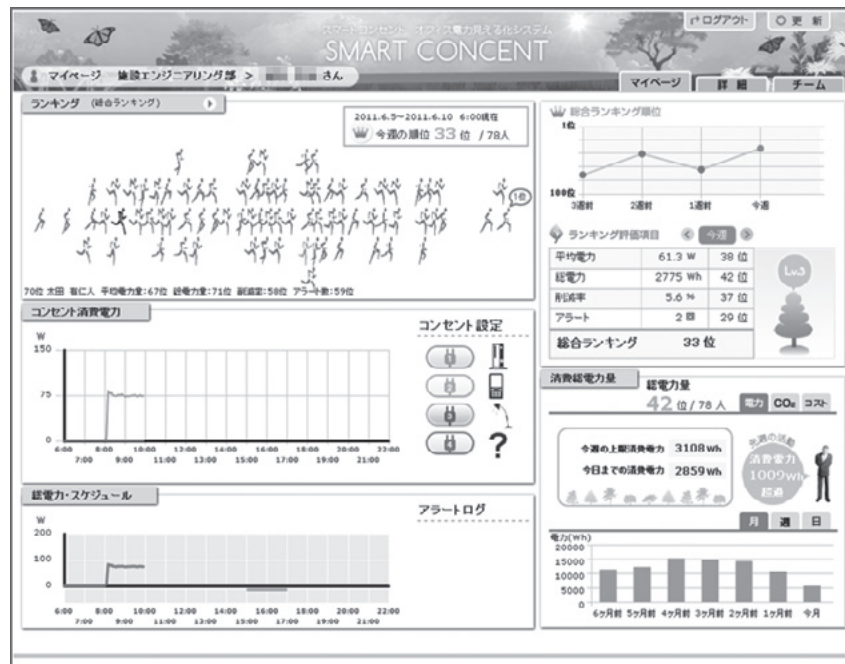 スマートコンセント オフィス電力見える化システム
SMART CONCENT
ログアウト
更 新
マイページ 施設エンジニアリング部 > さん
マイページ
詳 細
チーム
ランキング (総合ランキング)
2011.6.5~2011.6.10 6:00現在
今週の順位 33 位 / 78人
1位
70位 太田 有仁人 平均電力量:67位 総電力量:71位 削減率:58位 アラート数:59位
総合ランキング順位
1位
100位
3週前 2週前 1週前 今週
ランキング評価項目
今週
平均電力 61.3 W 38 位
総電力 2775 Wh 42 位
削減率 5.6 % 37 位
アラート 2 回 29 位
総合ランキング 33 位
Lv.3
コンセント消費電力
W
150
75
0
6:00 8:00 10:00 12:00 14:00 16:00 18:00 20:00 22:00
7:00 9:00 11:00 13:00 15:00 17:00 19:00 21:00
コンセント設定
1
2
3
4
?
総電力・スケジュール
W
200
100
0
6:00 8:00 10:00 12:00 14:00 16:00 18:00 20:00 22:00
7:00 9:00 11:00 13:00 15:00 17:00 19:00 21:00
アラートログ
消費総電力量
総電力量
42 位 / 78 人
電力
CO₂
コスト
今週の上限消費電力 3108 Wh
今日までの消費電力 2859 Wh
先週の活動
消費電力
1009wh
超過
月
週
日
電力(Wh)
20000
15000
10000
5000
0
6ヶ月前 5ヶ月前 4ヶ月前 3ヶ月前 2ヶ月前 1ヶ月前 今月